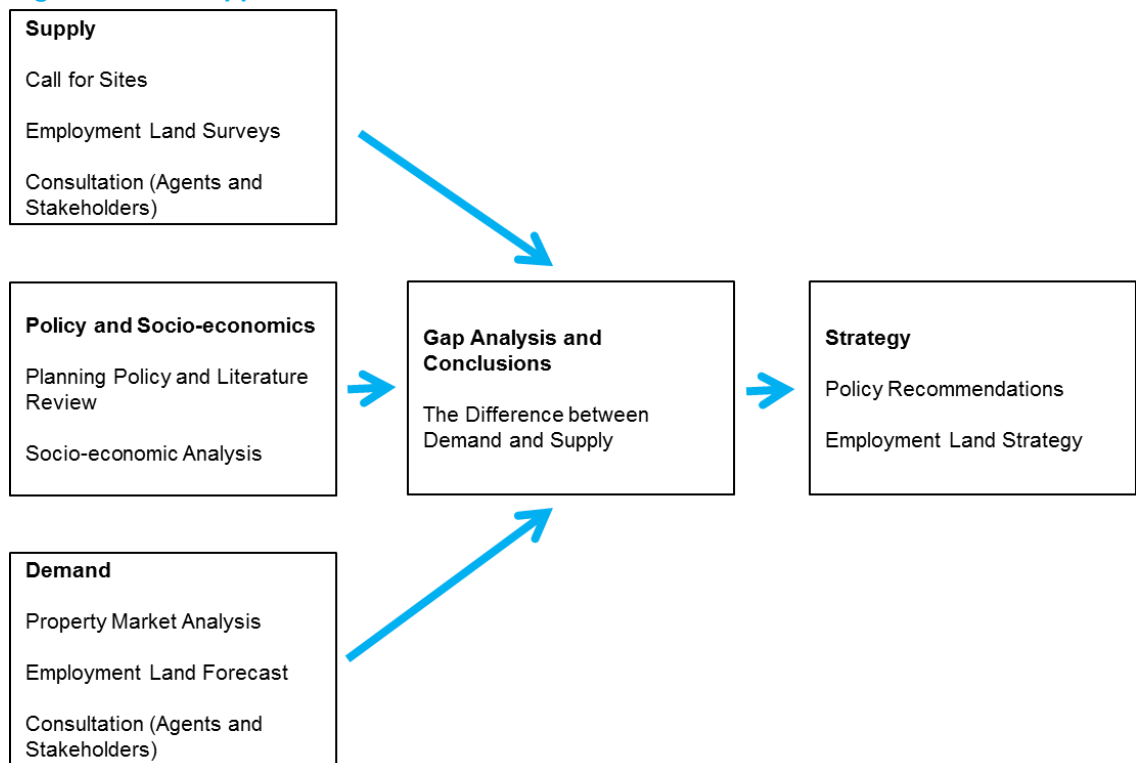 Supply
Call for Sites
Employment Land Surveys
Consultation (Agents and
Stakeholders)
Policy and Socio-economics
Planning Policy and Literature
Review
Socio-economic Analysis
Gap Analysis and
Conclusions
The Difference between
Demand and Supply
Strategy
Policy Recommendations
Employment Land Strategy
Demand
Property Market Analysis
Employment Land Forecast
Consultation (Agents and
Stakeholders)